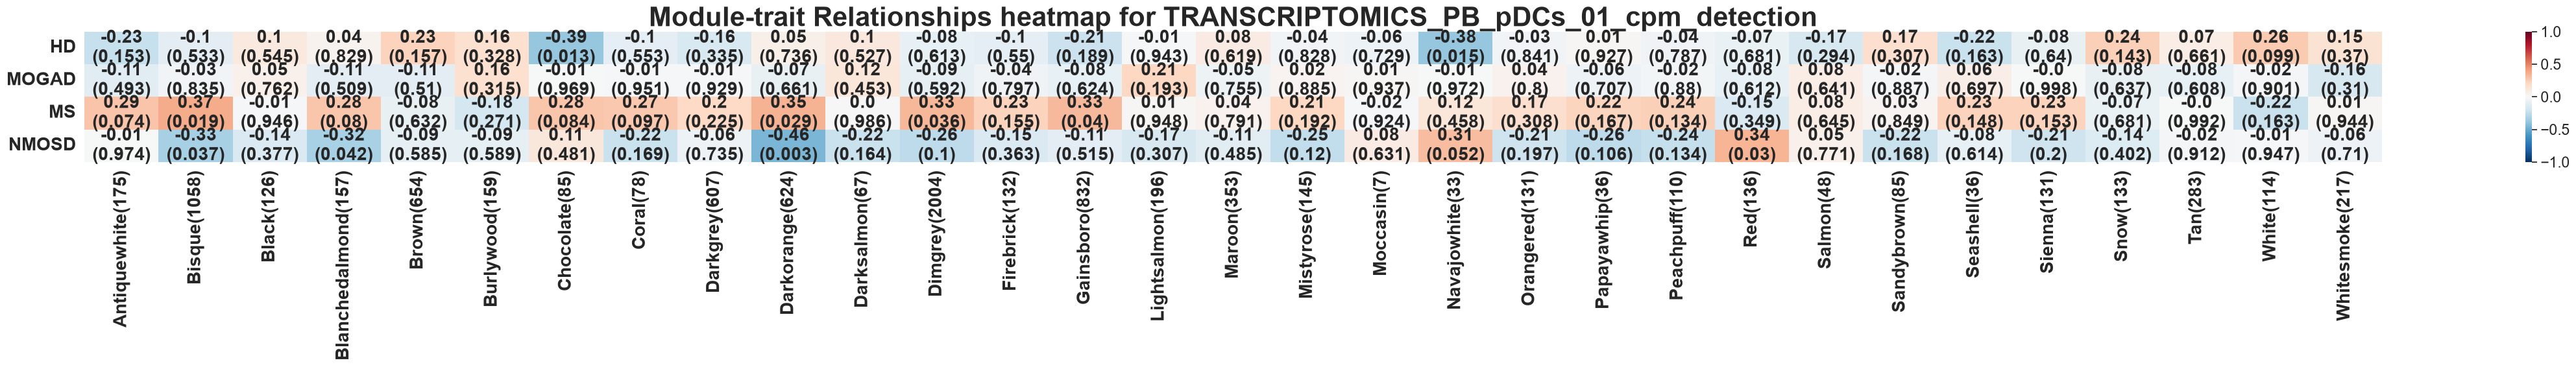 Module-trait Relationships heatmap for TRANSCRIPTOMICS_PB_pDCs_01_cpm_detection
HD
-0.23 -0.1 0.1 0.04 0.23 0.16 -0.39 -0.1 -0.16 0.05 0.1 -0.08 -0.1 -0.21 -0.01 0.08 -0.04 -0.06 -0.38 -0.03 0.01 -0.04 -0.07 -0.17 0.17 -0.22 -0.08 0.24 0.07 0.26 0.15
(0.153) (0.533) (0.545) (0.829) (0.157) (0.328) (0.013) (0.553) (0.335) (0.736) (0.527) (0.613) (0.55) (0.189) (0.943) (0.619) (0.828) (0.729) (0.015) (0.841) (0.927) (0.787) (0.681) (0.294) (0.307) (0.163) (0.64) (0.143) (0.661) (0.099) (0.37)
MOGAD
-0.11 -0.03 0.05 -0.11 -0.11 0.16 -0.01 -0.01 -0.01 -0.07 0.12 -0.09 -0.04 -0.08 0.21 -0.05 0.02 0.01 -0.01 0.04 -0.06 -0.02 -0.08 0.08 -0.02 0.06 -0.0 -0.08 -0.08 -0.02 -0.16
(0.493) (0.835) (0.762) (0.509) (0.51) (0.315) (0.969) (0.951) (0.929) (0.661) (0.453) (0.592) (0.797) (0.624) (0.193) (0.755) (0.885) (0.937) (0.972) (0.8) (0.707) (0.88) (0.612) (0.641) (0.887) (0.697) (0.998) (0.637) (0.608) (0.901) (0.31)
MS
0.29 0.37 -0.01 0.28 -0.08 -0.18 0.28 0.27 0.2 0.35 0.0 0.33 0.23 0.33 0.01 0.04 0.21 -0.02 0.12 0.17 0.22 0.24 -0.15 0.08 0.03 0.23 0.23 -0.07 -0.0 -0.22 0.01
(0.074) (0.019) (0.946) (0.08) (0.632) (0.271) (0.084) (0.097) (0.225) (0.029) (0.986) (0.036) (0.155) (0.04) (0.948) (0.791) (0.192) (0.924) (0.458) (0.308) (0.167) (0.134) (0.349) (0.645) (0.849) (0.148) (0.153) (0.681) (0.992) (0.163) (0.944)
NMOSD
-0.01 -0.33 -0.14 -0.32 -0.09 -0.09 0.11 -0.22 -0.06 -0.46 -0.22 -0.26 -0.15 -0.11 -0.17 -0.11 -0.25 0.08 0.31 -0.21 -0.26 -0.24 0.34 0.05 -0.22 -0.08 -0.21 -0.14 -0.02 -0.01 -0.06
(0.974) (0.037) (0.377) (0.042) (0.585) (0.589) (0.481) (0.169) (0.735) (0.003) (0.164) (0.1) (0.363) (0.515) (0.307) (0.485) (0.12) (0.631) (0.052) (0.197) (0.106) (0.134) (0.03) (0.771) (0.168) (0.614) (0.2) (0.402) (0.912) (0.947) (0.71)
Antiquewhite(175)
Bisque(1058)
Black(126)
Blanchedalmond(157)
Brown(654)
Burlywood(159)
Chocolate(85)
Coral(78)
Darkgrey(607)
Darkorange(624)
Darksalmon(67)
Dimgrey(2004)
Firebrick(132)
Gainsboro(832)
Lightsalmon(196)
Maroon(353)
Mistyrose(145)
Moccasin(7)
Navajowhite(33)
Orangered(131)
Papayawhip(36)
Peachpuff(110)
Red(136)
Salmon(48)
Sandybrown(85)
Seashell(36)
Sienna(131)
Snow(133)
Tan(283)
White(114)
Whitesmoke(217)
1.0
0.5
0.0
−0.5
−1.0